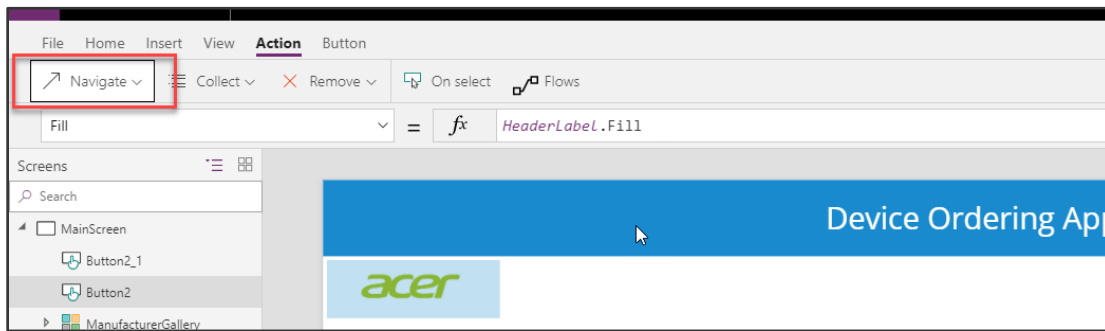 File Home Insert View Action Button
Navigate Collect Remove On select Flows
Fill = fx HeaderLabel.Fill
Screens
Search
MainScreen
Button2_1
Button2
ManufacturerGallery
Device Ordering App
acer